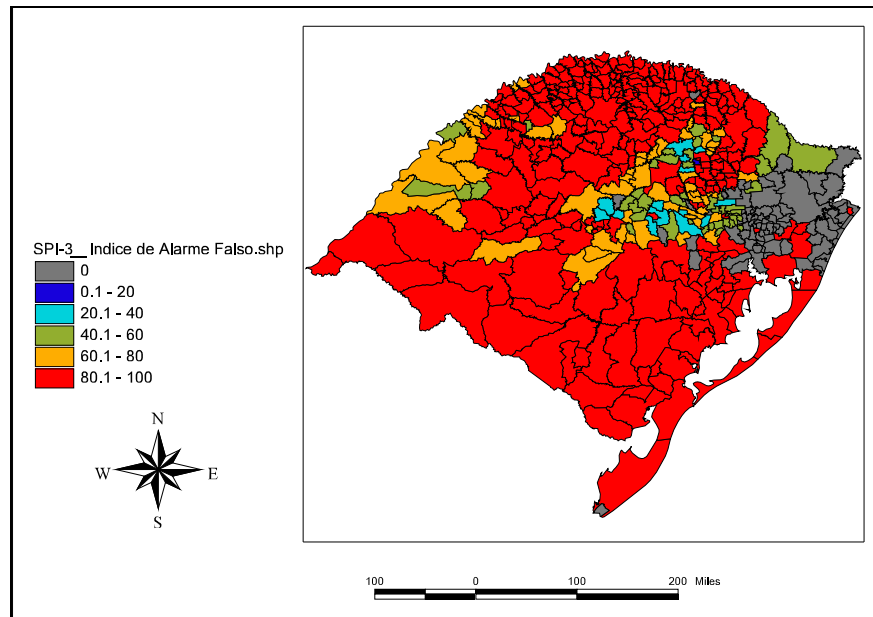 SPI-3__Indice de Alarme Falso.shp
0
0.1 - 20
20.1 - 40
40.1 - 60
60.1 - 80
80.1 - 100
N
W E
S
100 0 100 200 Miles